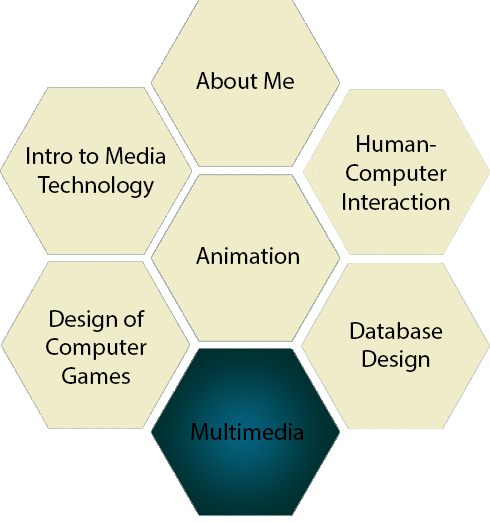 About Me
Intro to Media
Technology
Human-
Computer
Interaction
Animation
Design of
Computer
Games
Database
Design
Multimedia